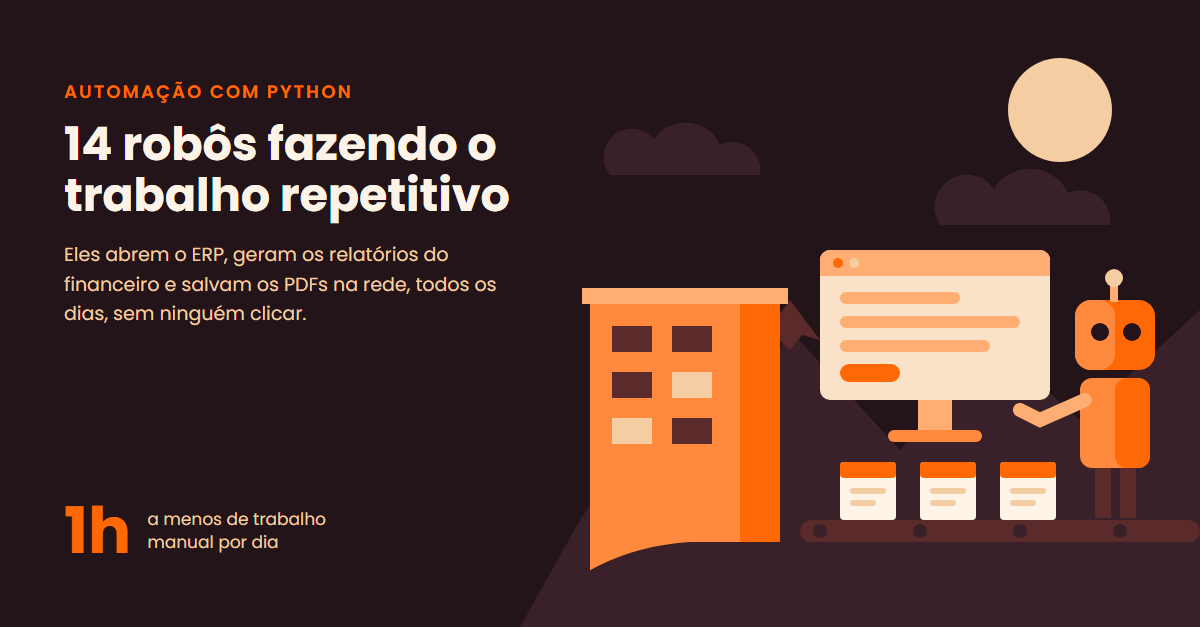 AUTOMAÇÃO COM PYTHON
14 robôs fazendo o
trabalho repetitivo
Eles abrem o ERP, geram os relatórios do
financeiro e salvam os PDFs na rede, todos os
dias, sem ninguém clicar.
1h
a menos de trabalho
manual por dia